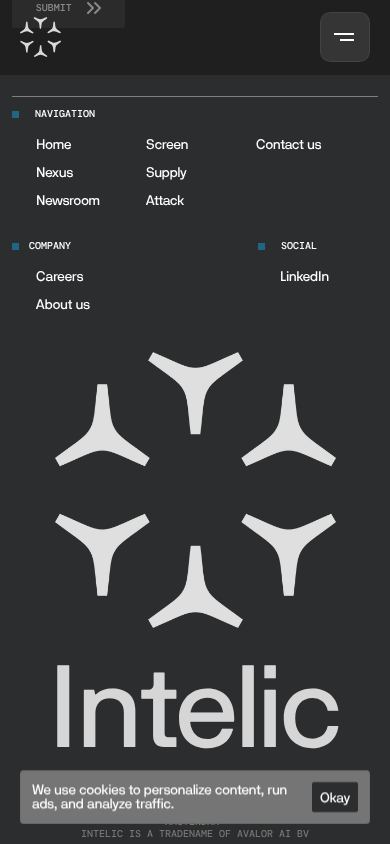 SUBMIT
NAVIGATION
Home
Screen
Contact us
Nexus
Supply
Newsroom
Attack
COMPANY
SOCIAL
Careers
LinkedIn
About us
Intelic
We use cookies to personalize content, run
ads, and analyze traffic.
Okay
INTELIC IS A TRADENAME OF AVALOR AI BV